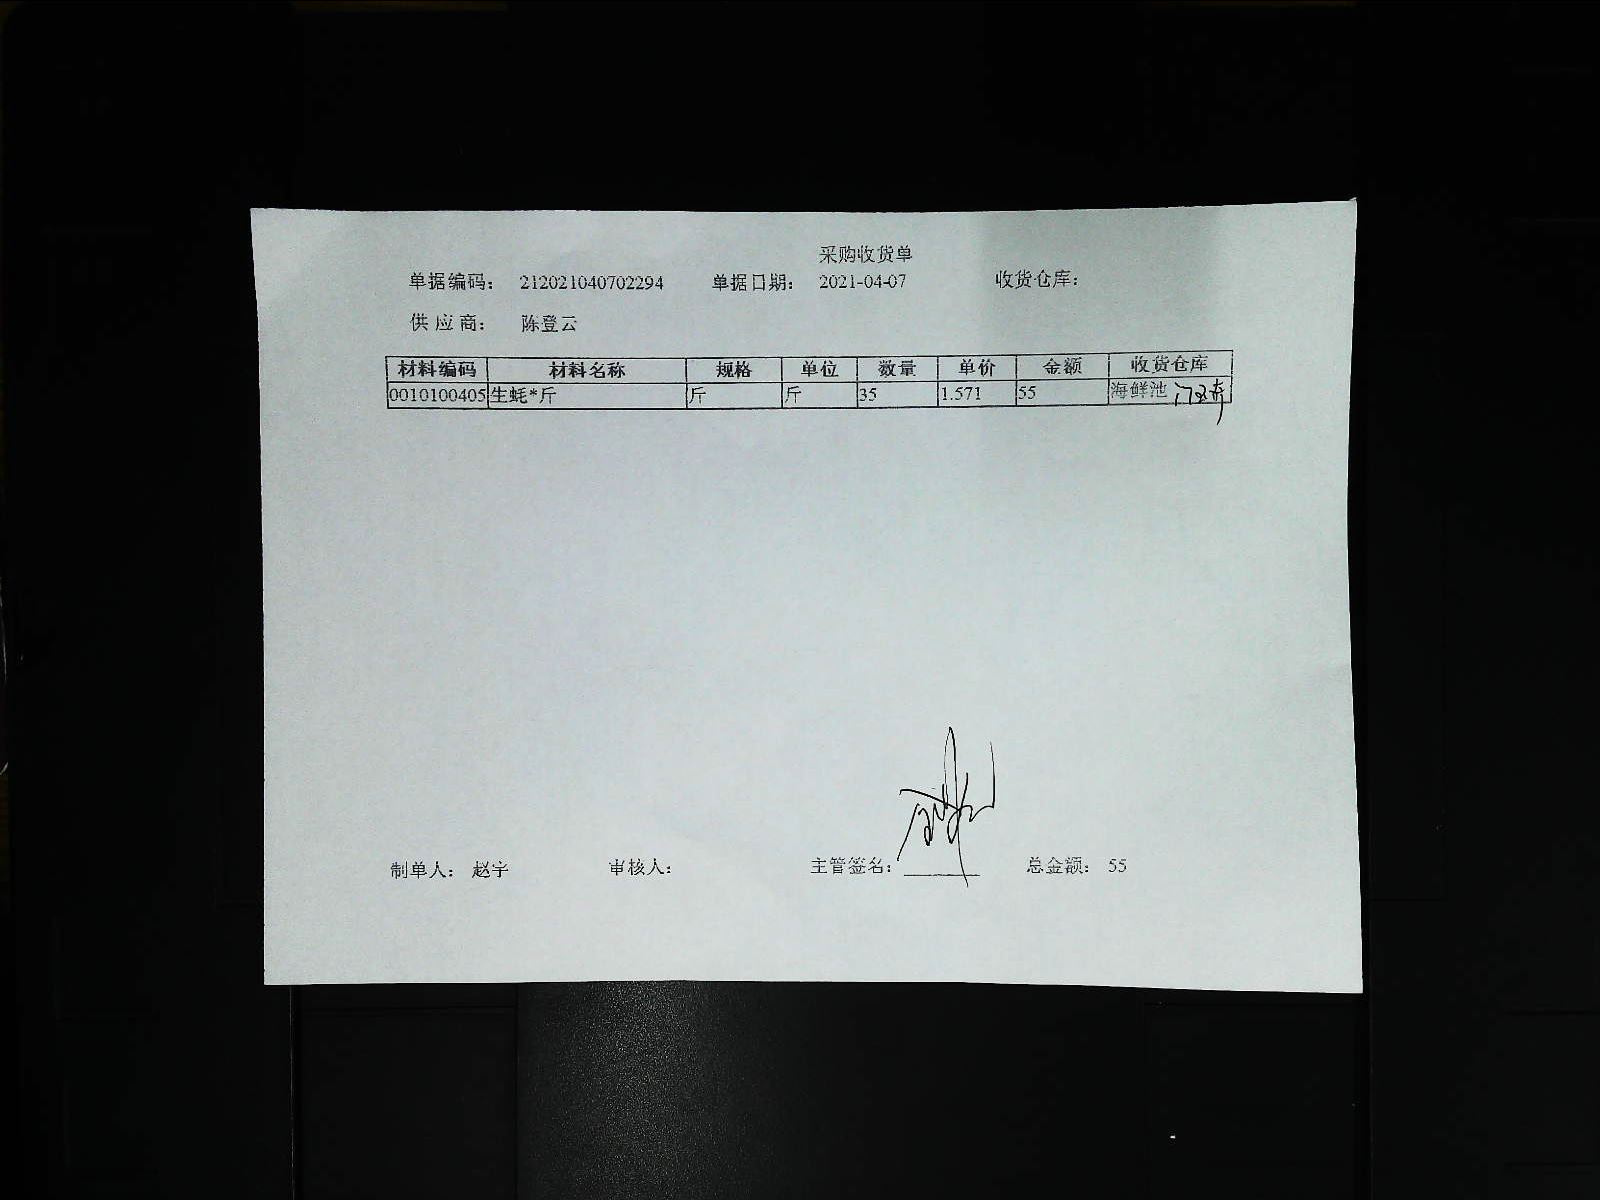 采购收货单
单据编码： 212021040702294 单据日期： 2021-04-07 收货仓库：
供 应 商： 陈登云
材料编码 材料名称 规格 单位 数量 单价 金额 收货仓库
0010100405 生蚝*斤 斤 斤 35 1.571 55 海鲜池
制单人： 赵宇 审核人： 主管签名： 总金额： 55